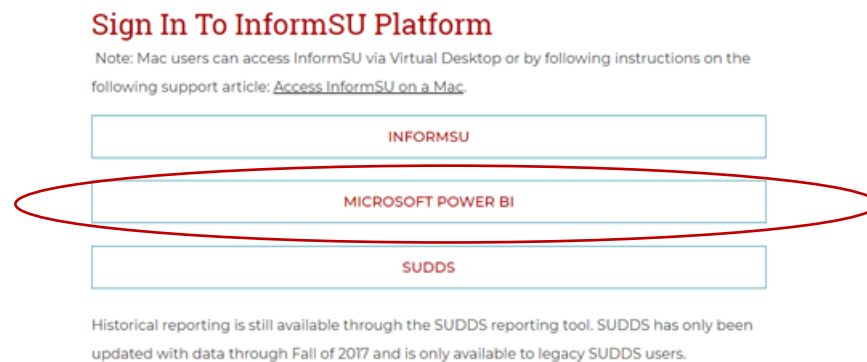 Sign In To InformSU Platform
Note: Mac users can access InformSU via Virtual Desktop or by following instructions on the
following support article: Access InformSU on a Mac.
INFORMSU
MICROSOFT POWER BI
SUDDS
Historical reporting is still available through the SUDDS reporting tool. SUDDS has only been
updated with data through Fall of 2017 and is only available to legacy SUDDS users.